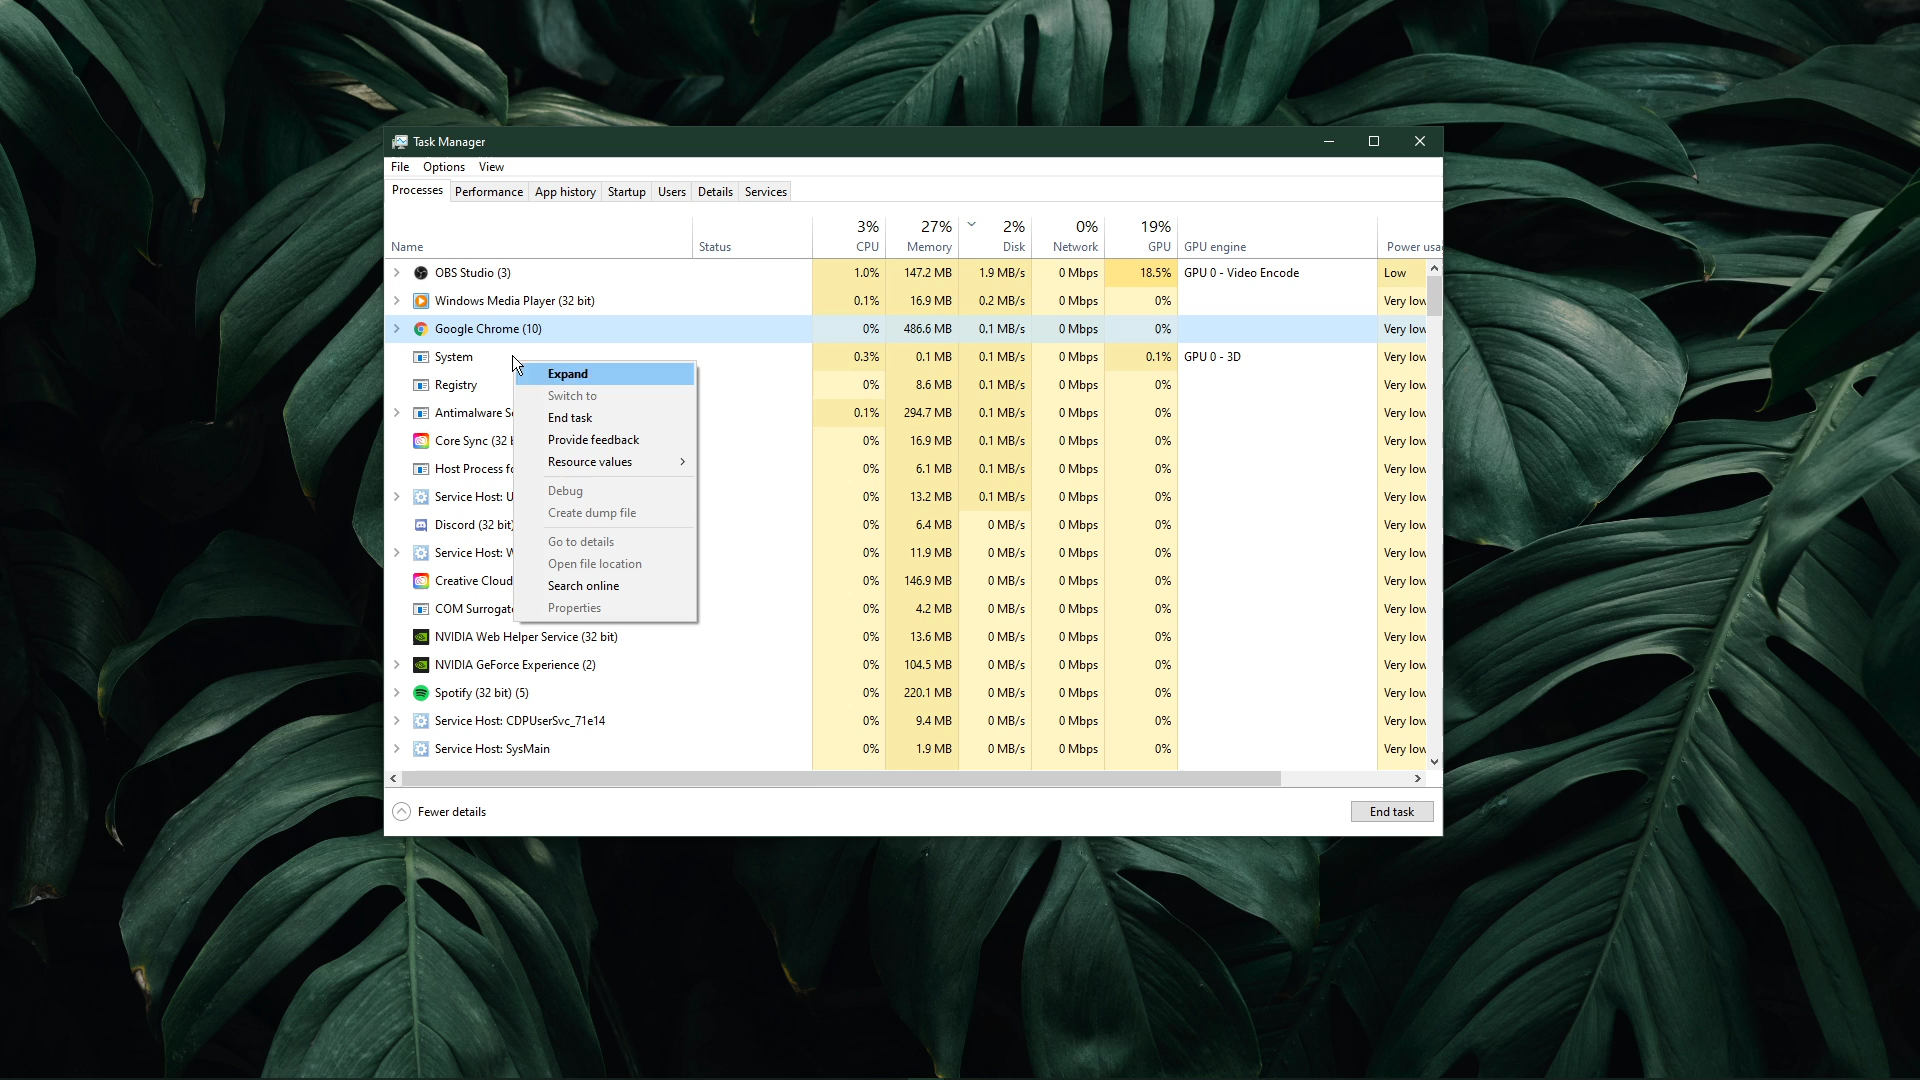 Task Manager
File Options View
Processes Performance App history Startup Users Details Services
3% 27% 2% 0% 19%
Name Status CPU Memory Disk Network GPU GPU engine Power usa
OBS Studio (3) 1.0% 147.2 MB 1.9 MB/s 0 Mbps 18.5% GPU 0 - Video Encode Low
Windows Media Player (32 bit) 0.1% 16.9 MB 0.2 MB/s 0 Mbps 0% Very low
Google Chrome (10) 0% 486.6 MB 0.1 MB/s 0 Mbps 0% Very low
System 0.3% 0.1 MB 0.1 MB/s 0 Mbps 0.1% GPU 0 - 3D Very low
Registry 0% 8.6 MB 0.1 MB/s 0 Mbps 0% Very low
Antimalware S 0.1% 294.7 MB 0.1 MB/s 0 Mbps 0% Very low
Core Sync (32 b 0% 16.9 MB 0.1 MB/s 0 Mbps 0% Very low
Host Process fo 0% 6.1 MB 0.1 MB/s 0 Mbps 0% Very low
Service Host: U 0% 13.2 MB 0.1 MB/s 0 Mbps 0% Very low
Discord (32 bit) 0% 6.4 MB 0 MB/s 0 Mbps 0% Very low
Service Host: W 0% 11.9 MB 0 MB/s 0 Mbps 0% Very low
Creative Cloud 0% 146.9 MB 0 MB/s 0 Mbps 0% Very low
COM Surrogat 0% 4.2 MB 0 MB/s 0 Mbps 0% Very low
NVIDIA Web Helper Service (32 bit) 0% 13.6 MB 0 MB/s 0 Mbps 0% Very low
NVIDIA GeForce Experience (2) 0% 104.5 MB 0 MB/s 0 Mbps 0% Very low
Spotify (32 bit) (5) 0% 220.1 MB 0 MB/s 0 Mbps 0% Very low
Service Host: CDPUserSvc_71e14 0% 9.4 MB 0 MB/s 0 Mbps 0% Very low
Service Host: SysMain 0% 1.9 MB 0 MB/s 0 Mbps 0% Very low
Expand
Switch to
End task
Provide feedback
Resource values
Debug
Create dump file
Go to details
Open file location
Search online
Properties
Fewer details
End task